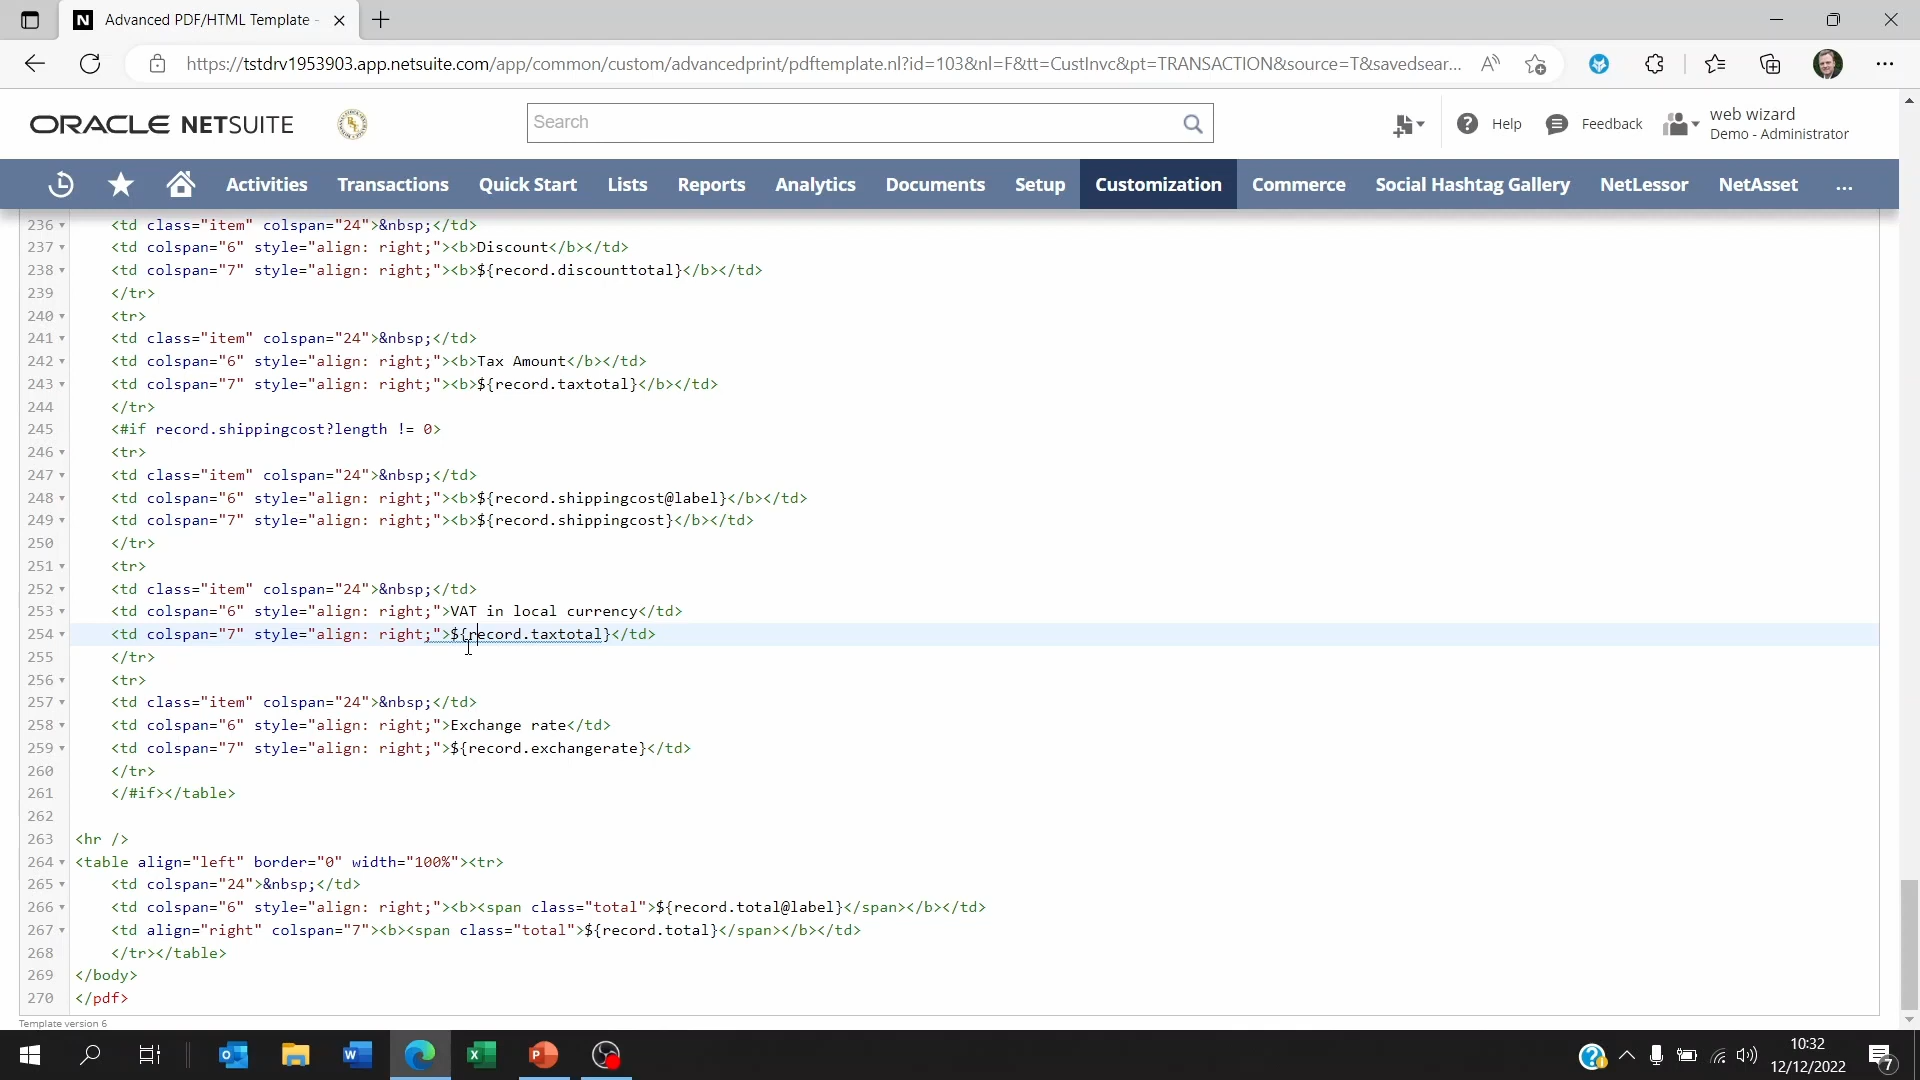 Advanced PDF/HTML Template -
https://tstdrv1953903.app.netsuite.com/app/common/custom/advancedprint/pdftemplate.nl?id=103&nl=F&tt=CustInvc&pt=TRANSACTION&source=T&savedsear...
ORACLE NETSUITE
Search
Help
Feedback
web wizard
Demo - Administrator
Activities Transactions Quick Start Lists Reports Analytics Documents Setup Customization Commerce Social Hashtag Gallery NetLessor NetAsset ...
236 <td class="item" colspan="24">&nbsp;</td>
237 <td colspan="6" style="align: right;"><b>Discount</b></td>
238 <td colspan="7" style="align: right;"><b>${record.discounttotal}</b></td>
239 </tr>
240 <tr>
241 <td class="item" colspan="24">&nbsp;</td>
242 <td colspan="6" style="align: right;"><b>Tax Amount</b></td>
243 <td colspan="7" style="align: right;"><b>${record.taxtotal}</b></td>
244 </tr>
245 <#if record.shippingcost?length != 0>
246 <tr>
247 <td class="item" colspan="24">&nbsp;</td>
248 <td colspan="6" style="align: right;"><b>${record.shippingcost@label}</b></td>
249 <td colspan="7" style="align: right;"><b>${record.shippingcost}</b></td>
250 </tr>
251 <tr>
252 <td class="item" colspan="24">&nbsp;</td>
253 <td colspan="6" style="align: right;">VAT in local currency</td>
254 <td colspan="7" style="align: right;">${record.taxtotal}</td>
255 </tr>
256 <tr>
257 <td class="item" colspan="24">&nbsp;</td>
258 <td colspan="6" style="align: right;">Exchange rate</td>
259 <td colspan="7" style="align: right;">${record.exchangerate}</td>
260 </tr>
261 </#if></table>
262
263 <hr />
264 <table align="left" border="0" width="100%"><tr>
265 <td colspan="24">&nbsp;</td>
266 <td colspan="6" style="align: right;"><b><span class="total">${record.total@label}</span></b></td>
267 <td align="right" colspan="7"><b><span class="total">${record.total}</span></b></td>
268 </tr></table>
269 </body>
270 </pdf>
Template version 6
10:32
12/12/2022
7